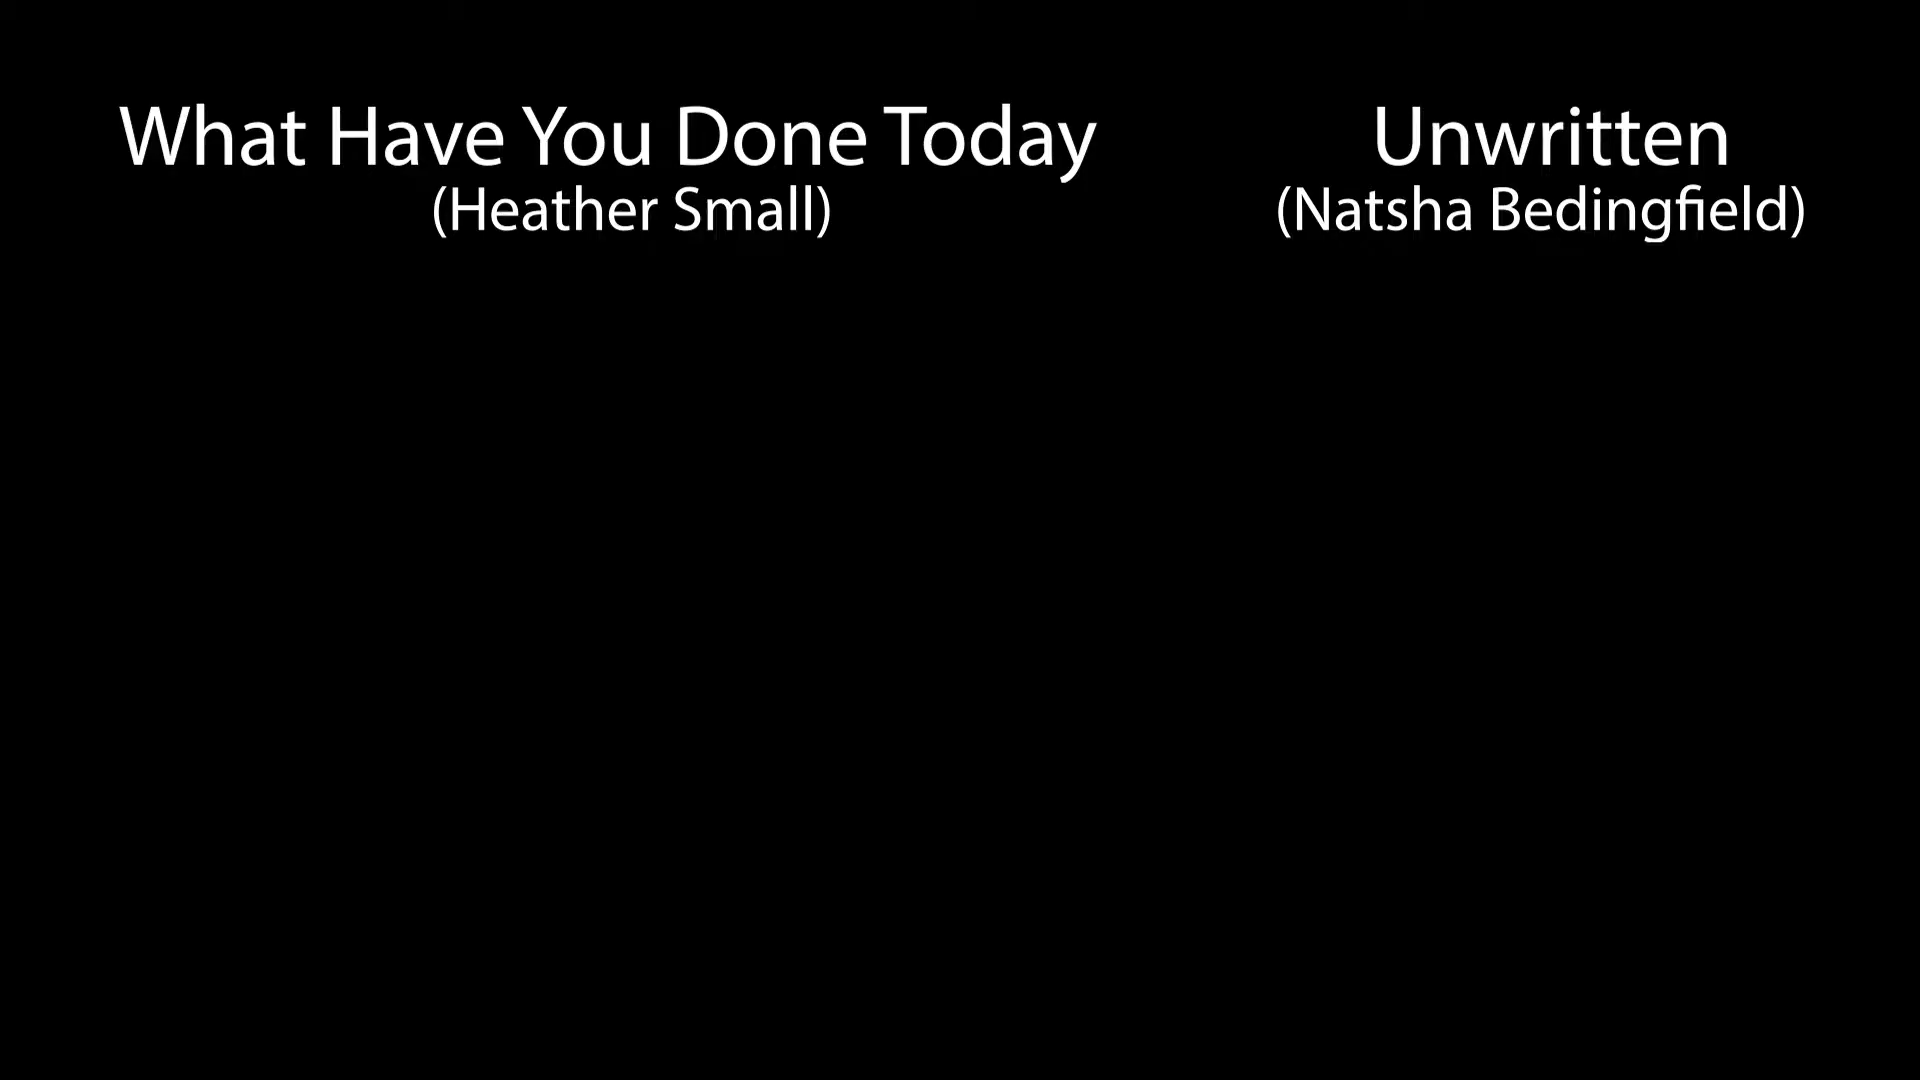 What Have You Done Today
(Heather Small)
Unwritten
(Natsha Bedingfield)